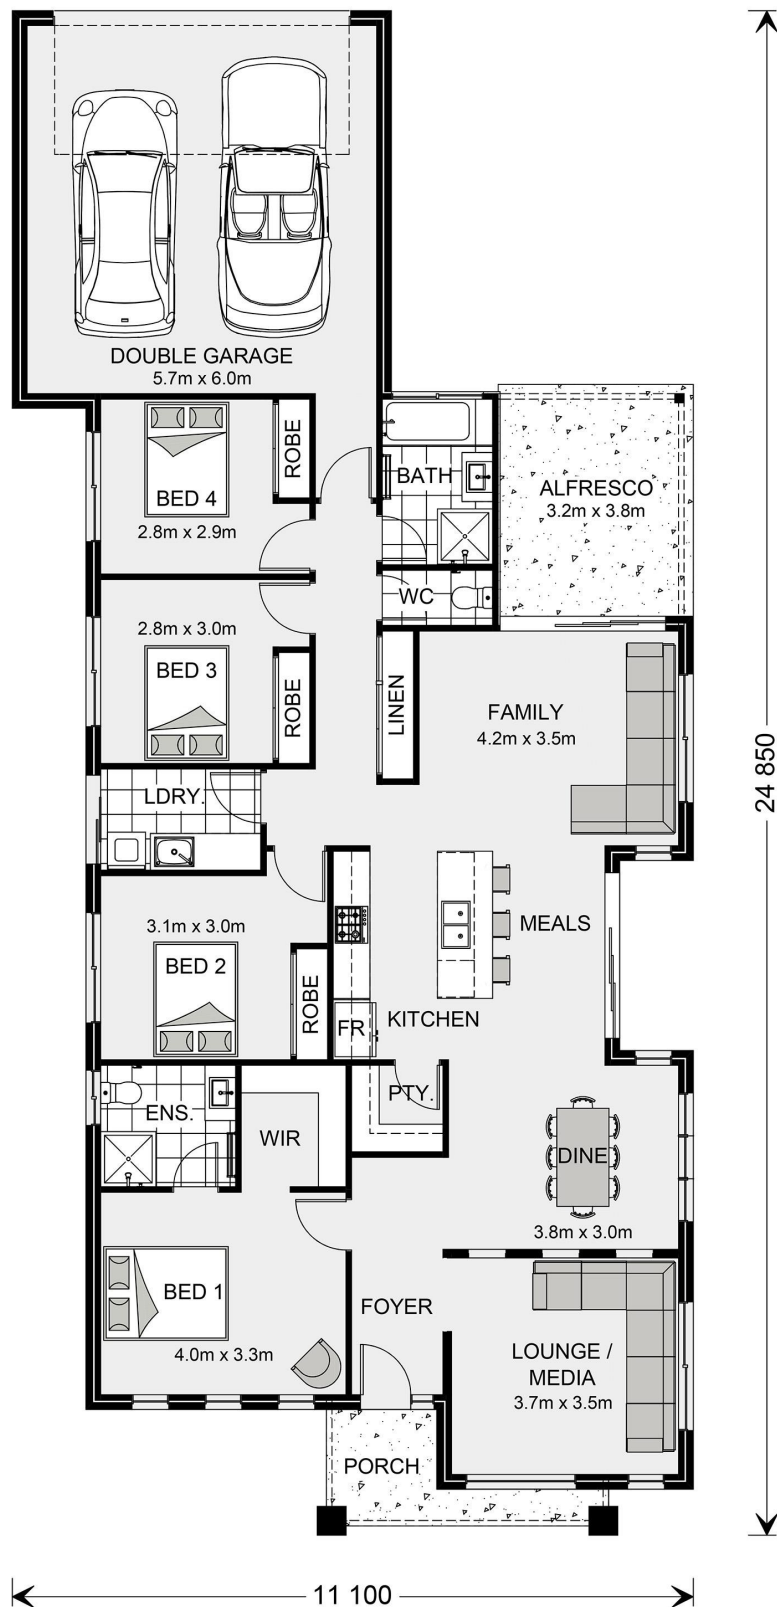 DOUBLE GARAGE
5.7m x 6.0m
ROBE
BED 4
2.8m x 2.9m
BATH
ALFRESCO
3.2m x 3.8m
WC
2.8m x 3.0m
BED 3
ROBE
LINEN
FAMILY
4.2m x 3.5m
24 850
LDRY.
3.1m x 3.0m
BED 2
ROBE
MEALS
FR
KITCHEN
PTY.
ENS.
WIR
DINE
3.8m x 3.0m
BED 1
4.0m x 3.3m
FOYER
LOUNGE /
MEDIA
3.7m x 3.5m
PORCH
11 100